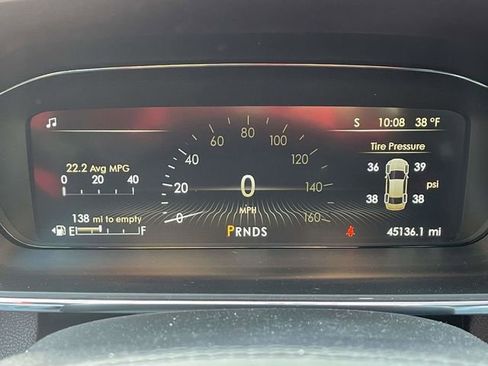 S 10:08 38 °F
Tire Pressure
36 39
psi
38 38
22.2 Avg MPG
0 20 40
138 mi to empty
E F
0 20 40 60 80 100 120 140 160
0
MPH
PRNDS
45136.1 mi